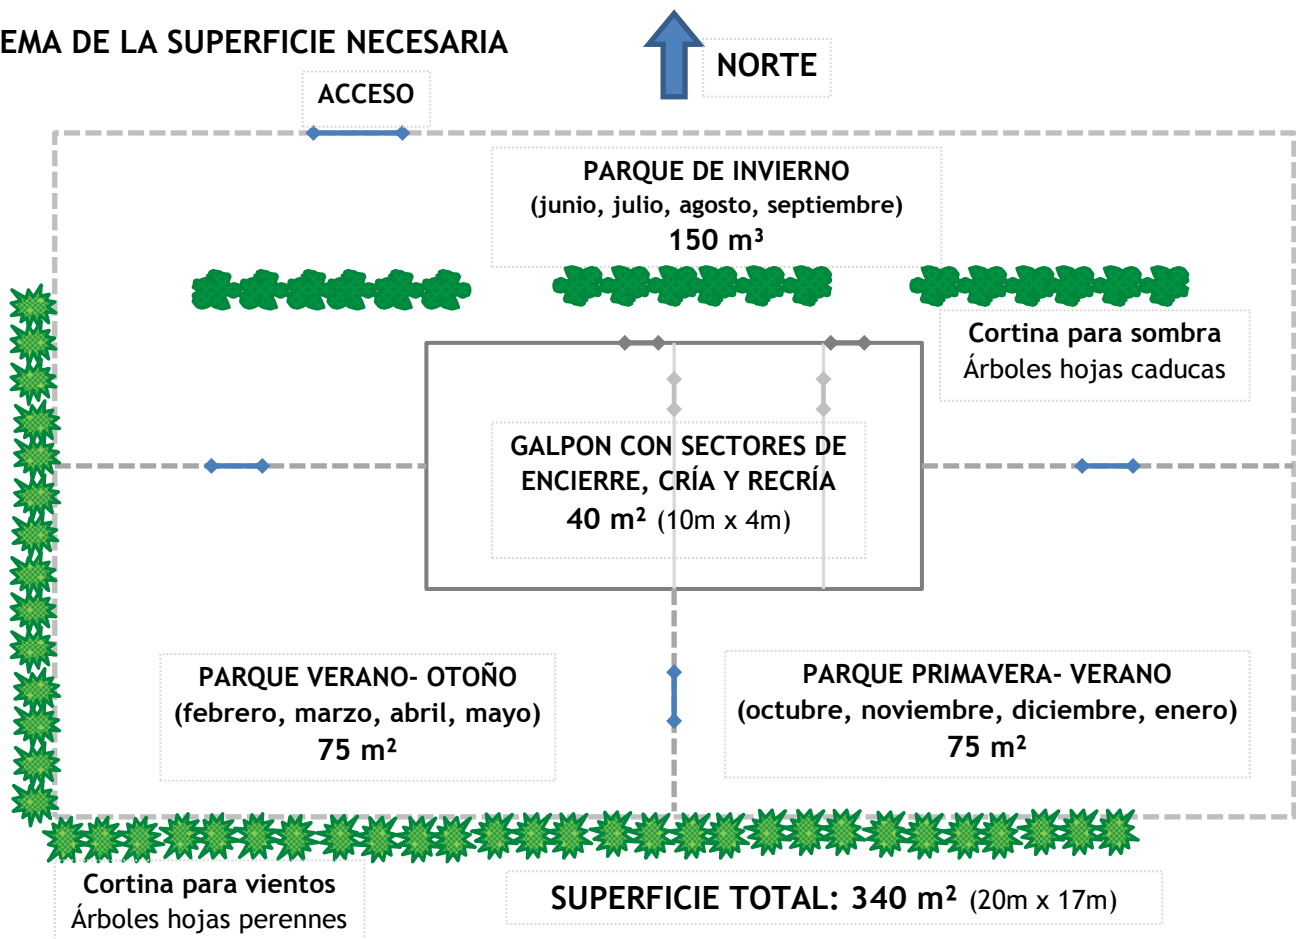 EMA DE LA SUPERFICIE NECESARIA
NORTE
ACCESO
PARQUE DE INVIERNO
(junio, julio, agosto, septiembre)
150 m³
Cortina para sombra
Árboles hojas caducas
GALPON CON SECTORES DE
ENCIERRE, CRÍA Y RECRÍA
40 m² (10m x 4m)
PARQUE VERANO- OTOÑO
(febrero, marzo, abril, mayo)
75 m²
PARQUE PRIMAVERA- VERANO
(octubre, noviembre, diciembre, enero)
75 m²
Cortina para vientos
Árboles hojas perennes
SUPERFICIE TOTAL: 340 m² (20m x 17m)